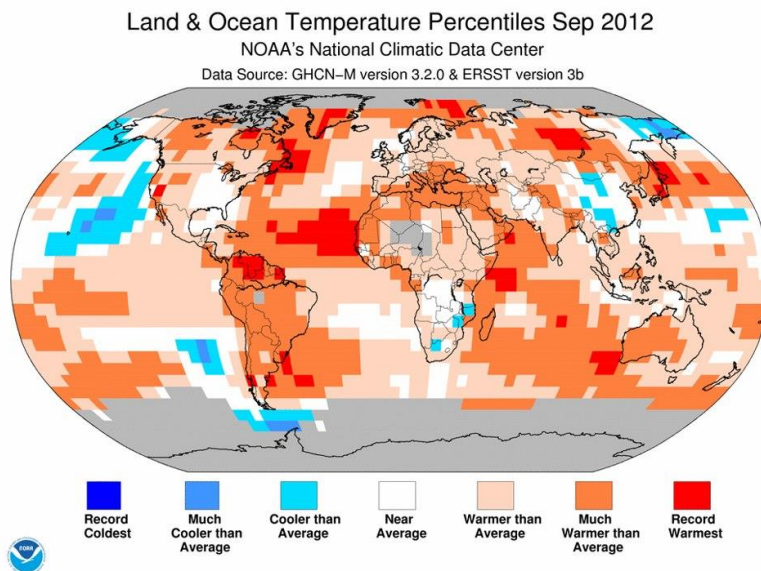 Land & Ocean Temperature Percentiles Sep 2012
NOAA's National Climatic Data Center
Data Source: GHCN−M version 3.2.0 & ERSST version 3b
Record
Coldest
Much
Cooler than
Average
Cooler than
Average
Near
Average
Warmer than
Average
Much
Warmer than
Average
Record
Warmest
NOAA